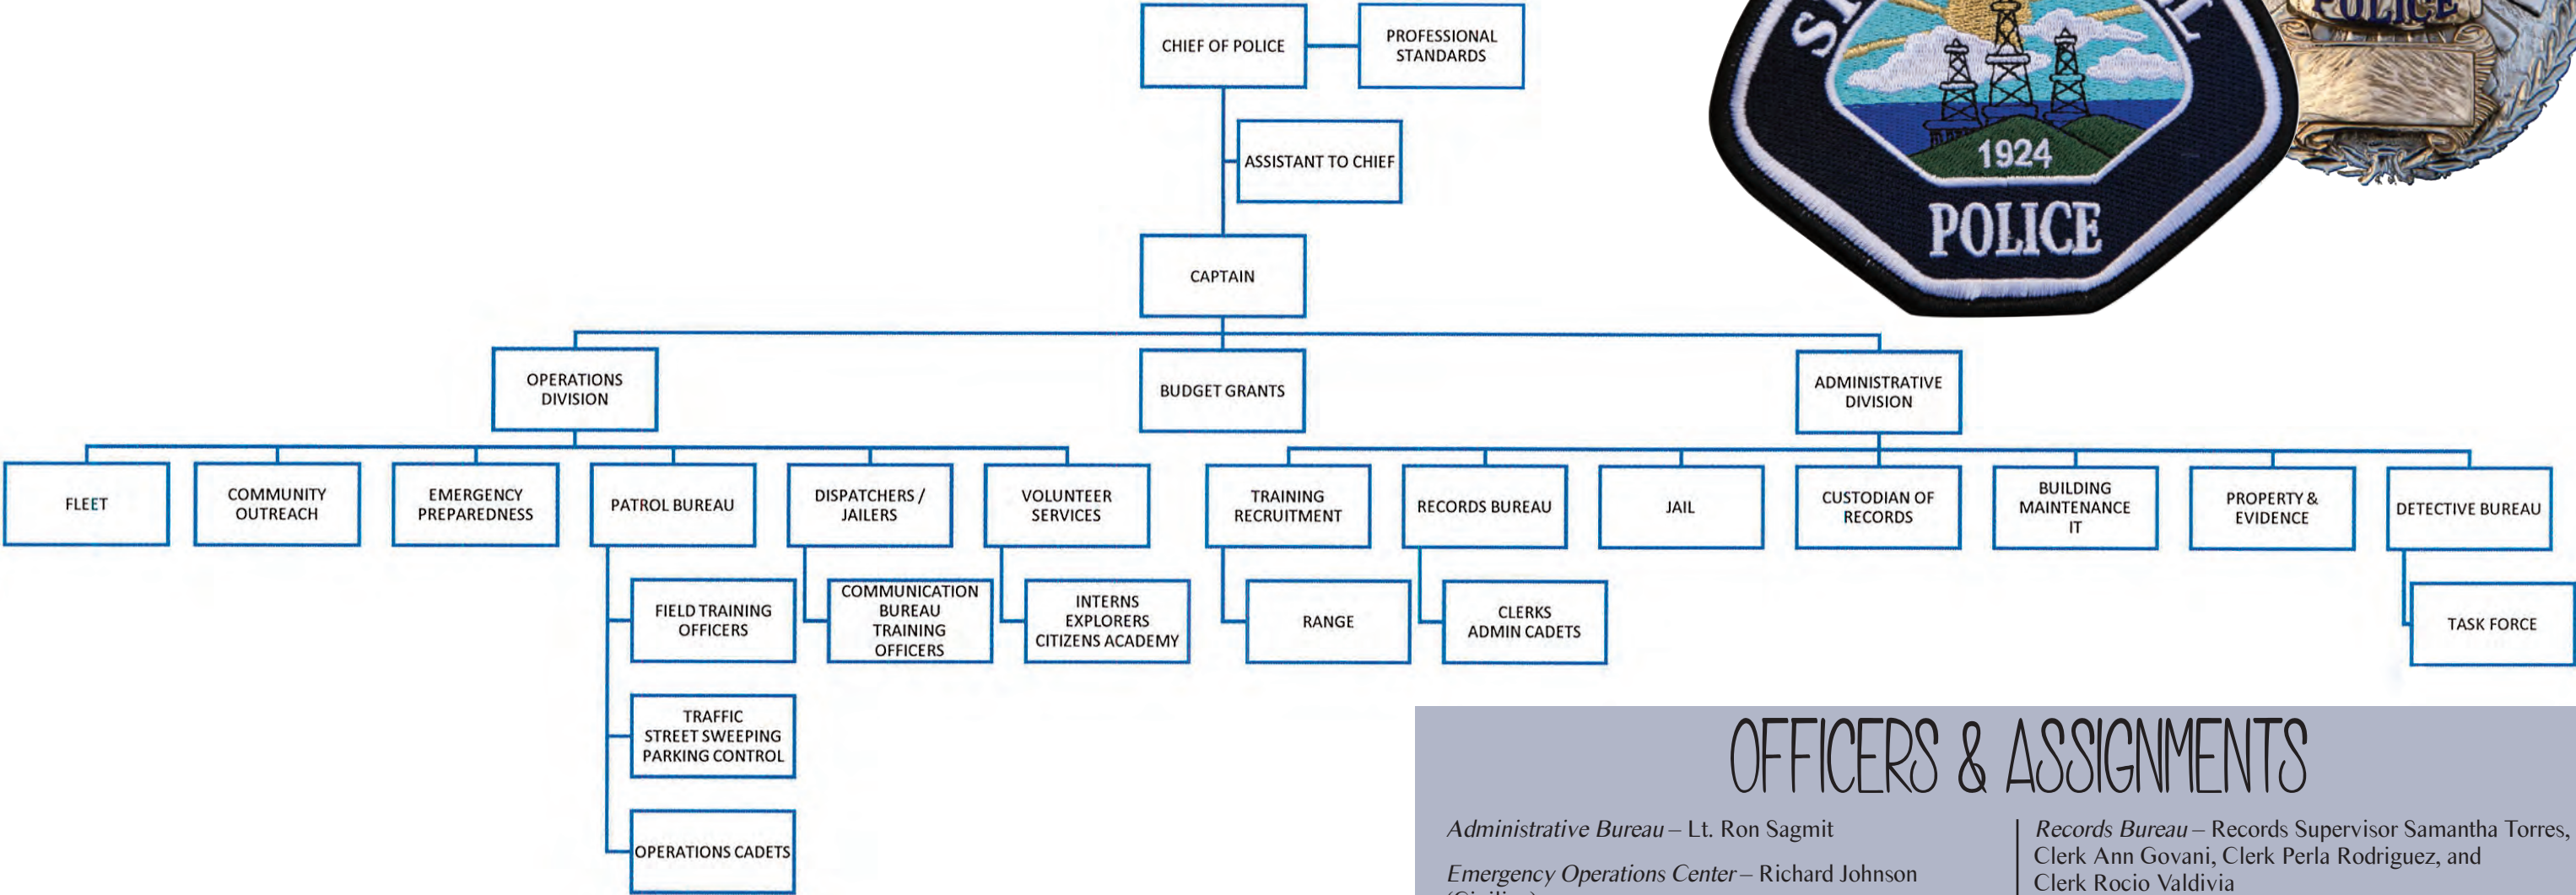 CHIEF OF POLICE
PROFESSIONAL
STANDARDS
ASSISTANT TO CHIEF
CAPTAIN
OPERATIONS
DIVISION
BUDGET GRANTS
ADMINISTRATIVE
DIVISION
FLEET
COMMUNITY
OUTREACH
EMERGENCY
PREPAREDNESS
PATROL BUREAU
DISPATCHERS /
JAILERS
VOLUNTEER
SERVICES
TRAINING
RECRUITMENT
RECORDS BUREAU
JAIL
CUSTODIAN OF
RECORDS
BUILDING
MAINTENANCE
IT
PROPERTY &
EVIDENCE
DETECTIVE BUREAU
FIELD TRAINING
OFFICERS
COMMUNICATION
BUREAU
TRAINING
OFFICERS
INTERNS
EXPLORERS
CITIZENS ACADEMY
RANGE
CLERKS
ADMIN CADETS
TASK FORCE
TRAFFIC
STREET SWEEPING
PARKING CONTROL
OPERATIONS CADETS
1924
POLICE
POLICE
OFFICERS & ASSIGNMENTS
Administrative Bureau – Lt. Ron Sagmit
Emergency Operations Center – Richard Johnson
Records Bureau – Records Supervisor Samantha Torres,
Clerk Ann Govani, Clerk Perla Rodriguez, and
Clerk Rocio Valdivia